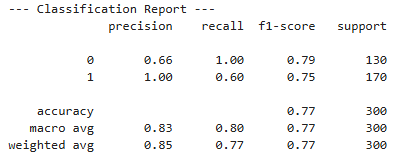 --- Classification Report ---
precision recall f1-score support
0 0.66 1.00 0.79 130
1 1.00 0.60 0.75 170
accuracy 0.77 300
macro avg 0.83 0.80 0.77 300
weighted avg 0.85 0.77 0.77 300